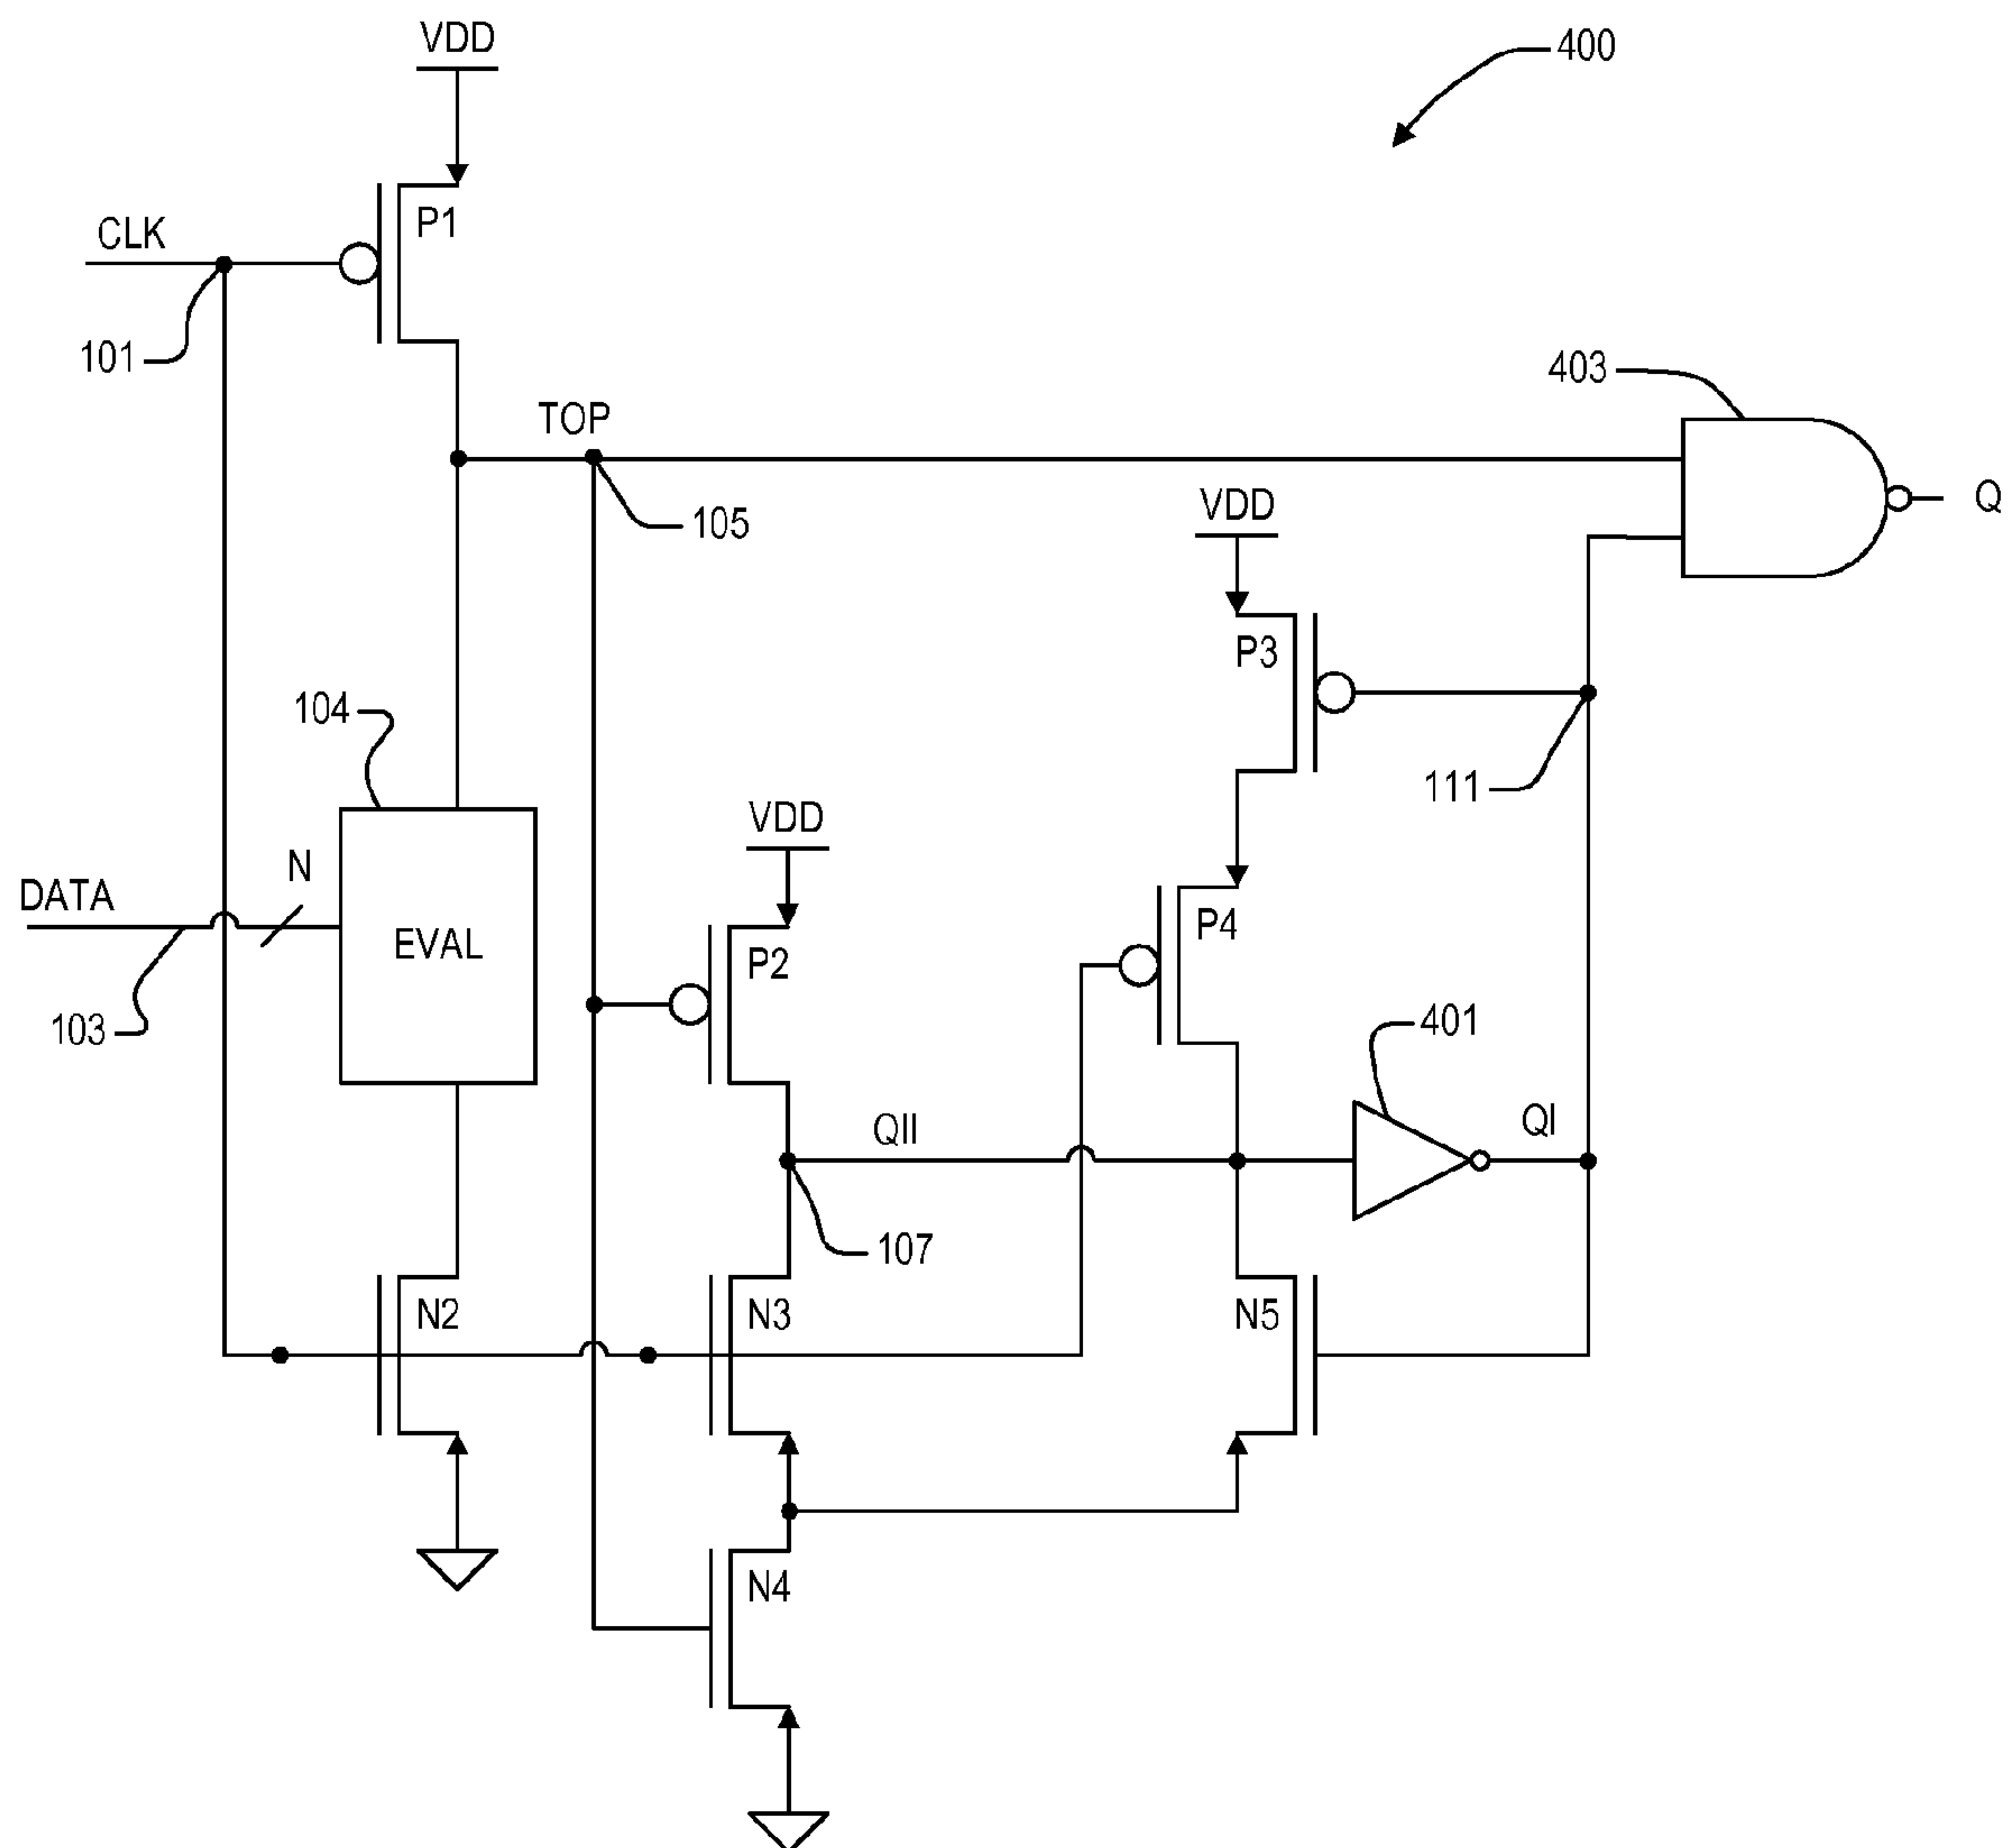 VDD
400
CLK
P1
101
TOP
403
105
VDD
Q
P3
104
111
VDD
N
DATA
P4
EVAL
P2
103
401
QII
QI
107
N2
N3
N5
N4